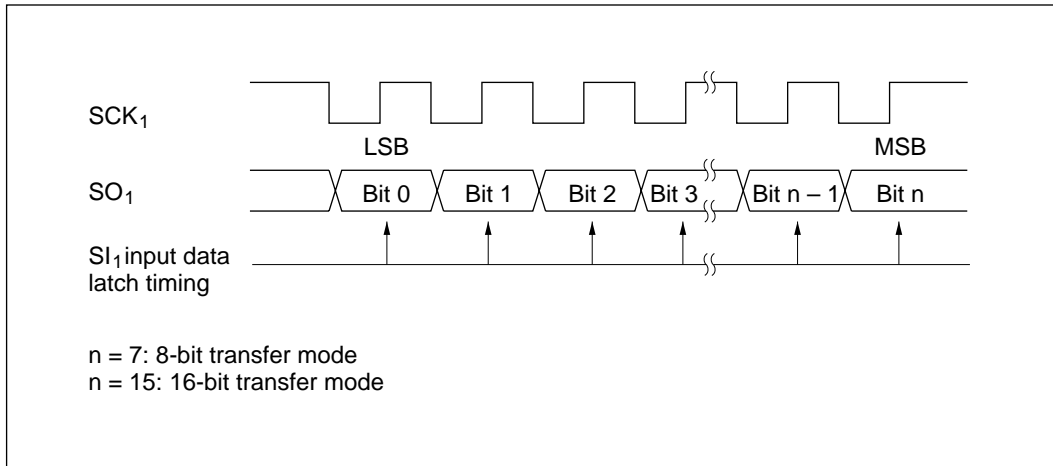 SCK1
LSB MSB
SO1 Bit 0 Bit 1 Bit 2 Bit 3 Bit n – 1 Bit n
SI1 input data
latch timing
n = 7: 8-bit transfer mode
n = 15: 16-bit transfer mode